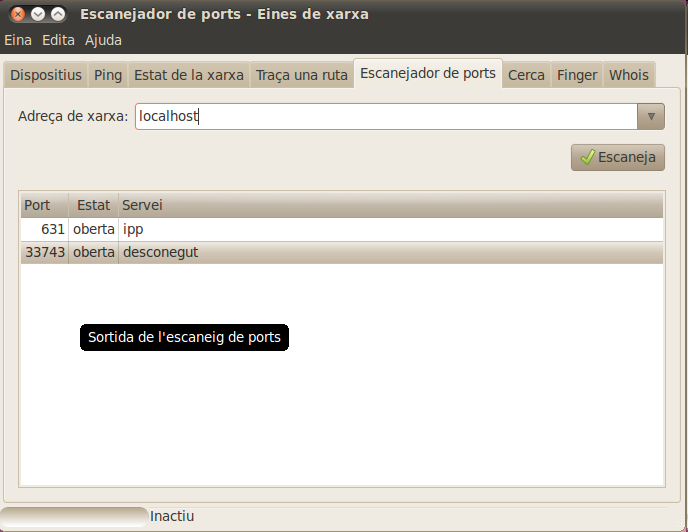 Escanejador de ports - Eines de xarxa
Eina Edita Ajuda
Dispositius Ping Estat de la xarxa Traça una ruta Escanejador de ports Cerca Finger Whois
Adreça de xarxa: localhost
Escaneja
Port Estat Servei
631 oberta ipp
33743 oberta desconegut
Sortida de l'escaneig de ports
Inactiu